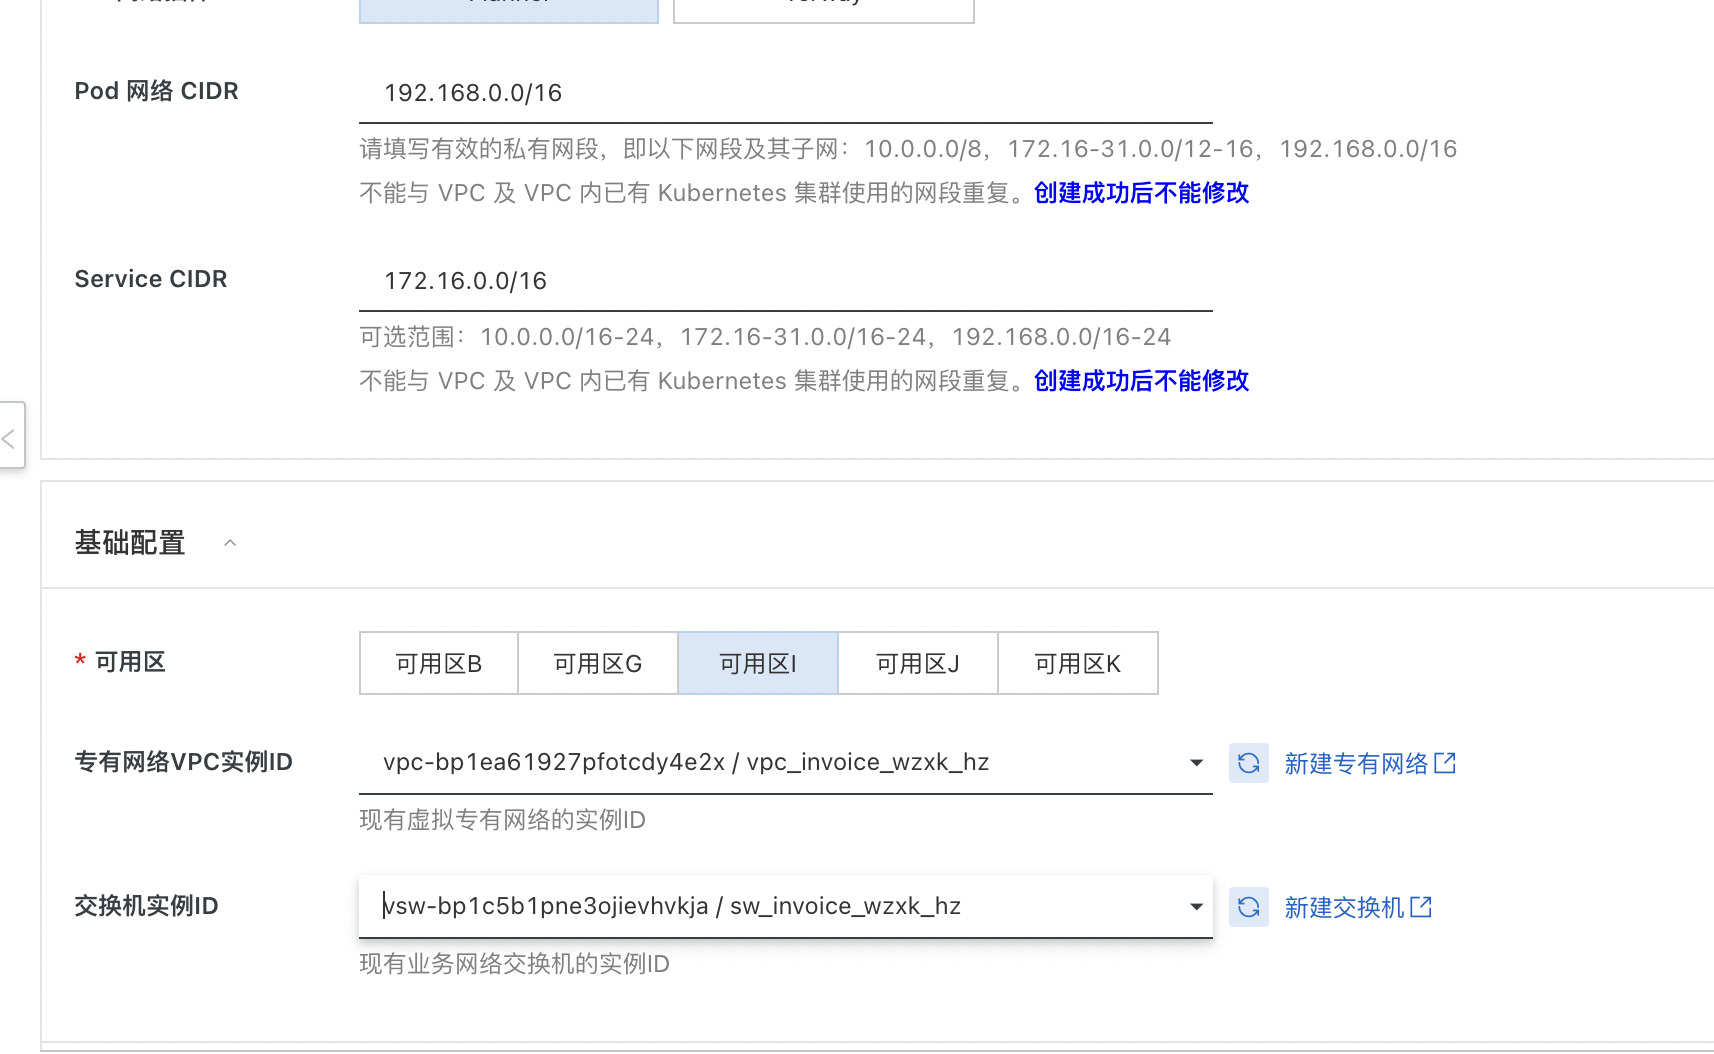 Pod 网络 CIDR
192.168.0.0/16
请填写有效的私有网段，即以下网段及其子网：10.0.0.0/8，172.16-31.0.0/12-16，192.168.0.0/16
不能与 VPC 及 VPC 内已有 Kubernetes 集群使用的网段重复。创建成功后不能修改
Service CIDR
172.16.0.0/16
可选范围：10.0.0.0/16-24，172.16-31.0.0/16-24，192.168.0.0/16-24
不能与 VPC 及 VPC 内已有 Kubernetes 集群使用的网段重复。创建成功后不能修改
基础配置
* 可用区
可用区B
可用区G
可用区I
可用区J
可用区K
专有网络VPC实例ID
vpc-bp1ea61927pfotcdy4e2x / vpc_invoice_wzxk_hz
新建专有网络
现有虚拟专有网络的实例ID
交换机实例ID
vsw-bp1c5b1pne3ojievhvkja / sw_invoice_wzxk_hz
新建交换机
现有业务网络交换机的实例ID